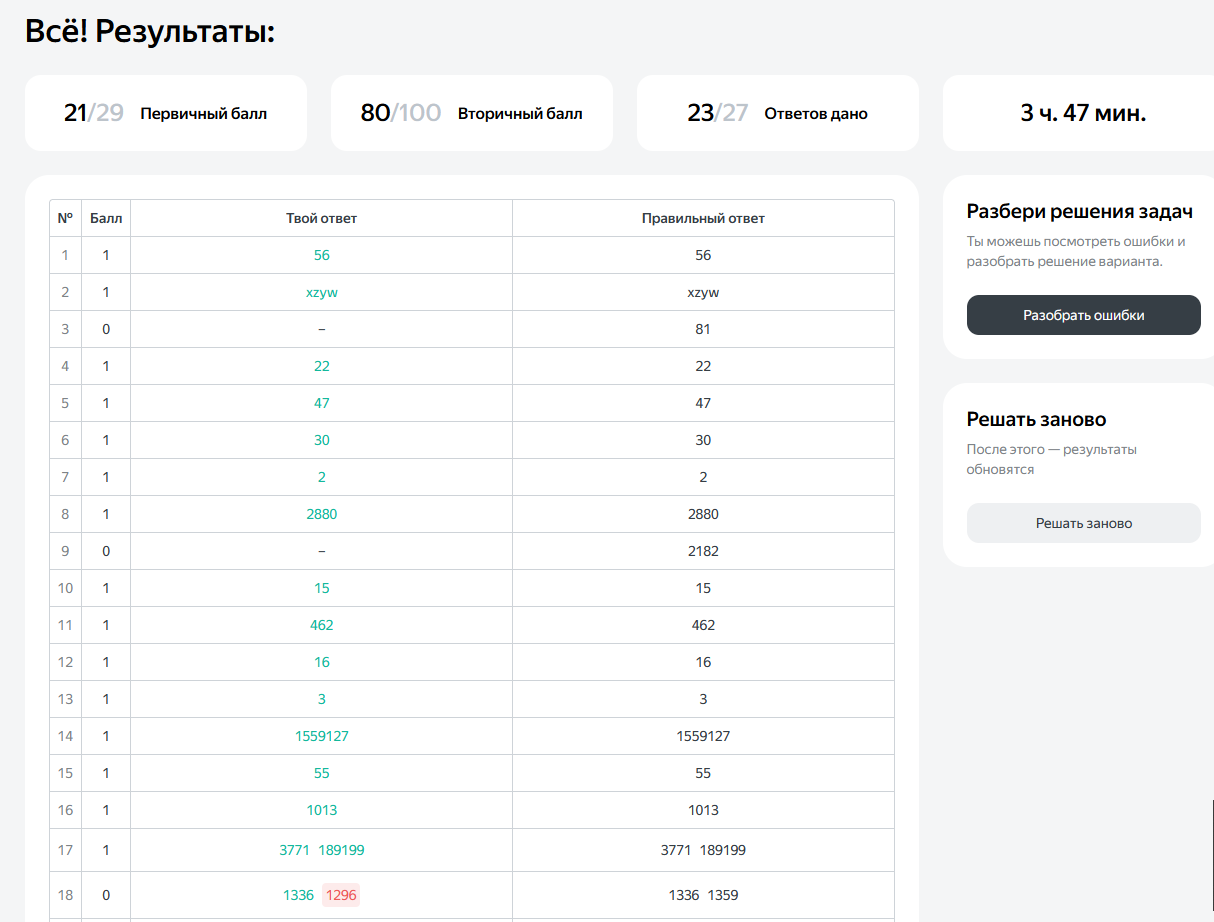 Всё! Результаты:
21/29 Первичный балл
80/100 Вторичный балл
23/27 Ответов дано
3 ч. 47 мин.
№ Балл Твой ответ Правильный ответ
1 1 56 56
2 1 xzyw xzyw
3 0 – 81
4 1 22 22
5 1 47 47
6 1 30 30
7 1 2 2
8 1 2880 2880
9 0 – 2182
10 1 15 15
11 1 462 462
12 1 16 16
13 1 3 3
14 1 1559127 1559127
15 1 55 55
16 1 1013 1013
17 1 3771 189199 3771 189199
18 0 1336 1296 1336 1359
Разбери решения задач
Ты можешь посмотреть ошибки и
разобрать решение варианта.
Разобрать ошибки
Решать заново
После этого — результаты
обновятся
Решать заново